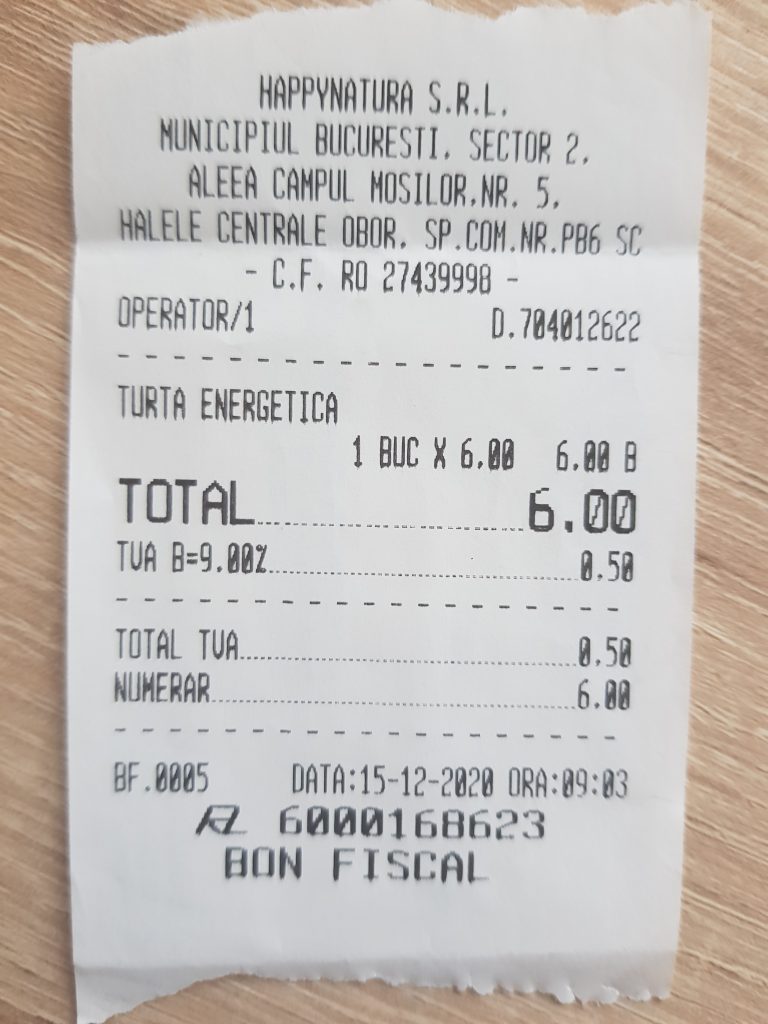 HAPPYNATURA S.R.L.
MUNICIPIUL BUCURESTI, SECTOR 2,
ALEEA CAMPUL MOSILOR,NR. 5,
HALELE CENTRALE OBOR, SP.COM.NR.PB6 SC
- C.F. RO 27439998 -
OPERATOR/1 D.704012622
TURTA ENERGETICA
1 BUC X 6.00 6.00 B
TOTAL 6.00
TVA B=9.00% 0.50
TOTAL TVA 0.50
NUMERAR 6.00
BF.0005 DATA:15-12-2020 ORA:09:03
6000168623
BON FISCAL